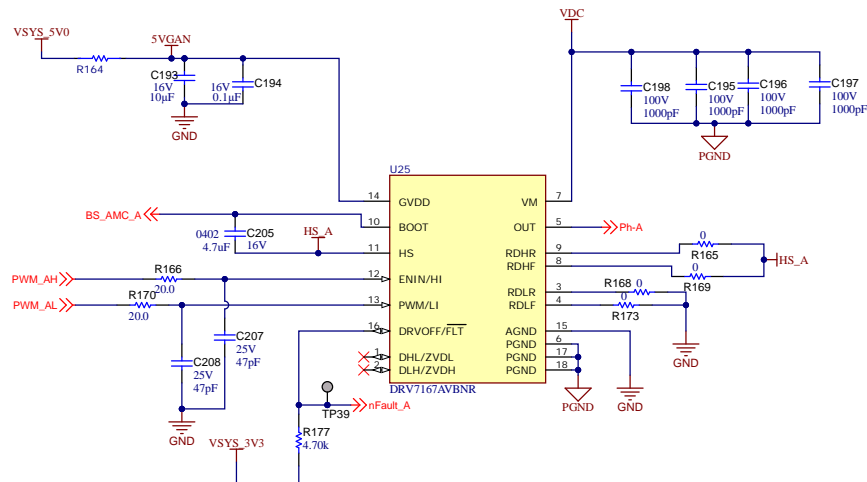 VDC
VSYS_5V0
5VGAN
R164
C193
16V
10µF
C194
16V
0.1µF
GND
C198
100V
1000pF
C195
100V
1000pF
C196
100V
1000pF
C197
100V
1000pF
PGND
U25
14
GVDD
VM
7
BS_AMC_A
10
BOOT
OUT
5
Ph-A
0402
C205
4.7uF
16V
HS_A
11
HS
RDHR
9
0
R165
RDHF
8
0
R169
HS_A
PWM_AH
R166
20.0
12
ENIN/HI
RDLR
3
R168
0
PWM_AL
R170
20.0
13
PWM/LI
RDLF
4
0
R173
16
DRVOFF/FLT
AGND
15
PGND
6
1
DHL/ZVDL
PGND
17
2
DLH/ZVDH
PGND
18
DRV7167AVBNR
C207
25V
47pF
C208
25V
47pF
GND
GND
PGND
GND
TP39
nFault_A
R177
4.70k
VSYS_3V3